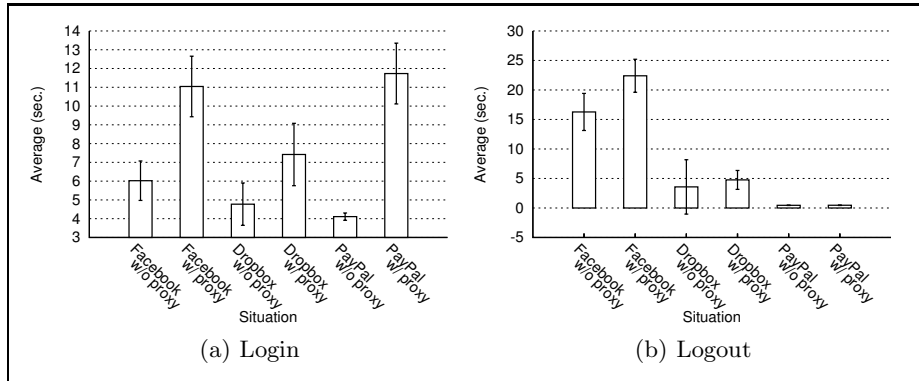 Average (sec.)
14
13
12
11
10
9
8
7
6
5
4
3
Facebook
w/o proxy
Facebook
w/ proxy
Dropbox
w/o proxy
Dropbox
w/ proxy
PayPal
w/o proxy
PayPal
w/ proxy
Situation
(a) Login
Average (sec.)
30
25
20
15
10
5
0
-5
Facebook
w/o proxy
Facebook
w/ proxy
Dropbox
w/o proxy
Dropbox
w/ proxy
PayPal
w/o proxy
PayPal
w/ proxy
Situation
(b) Logout